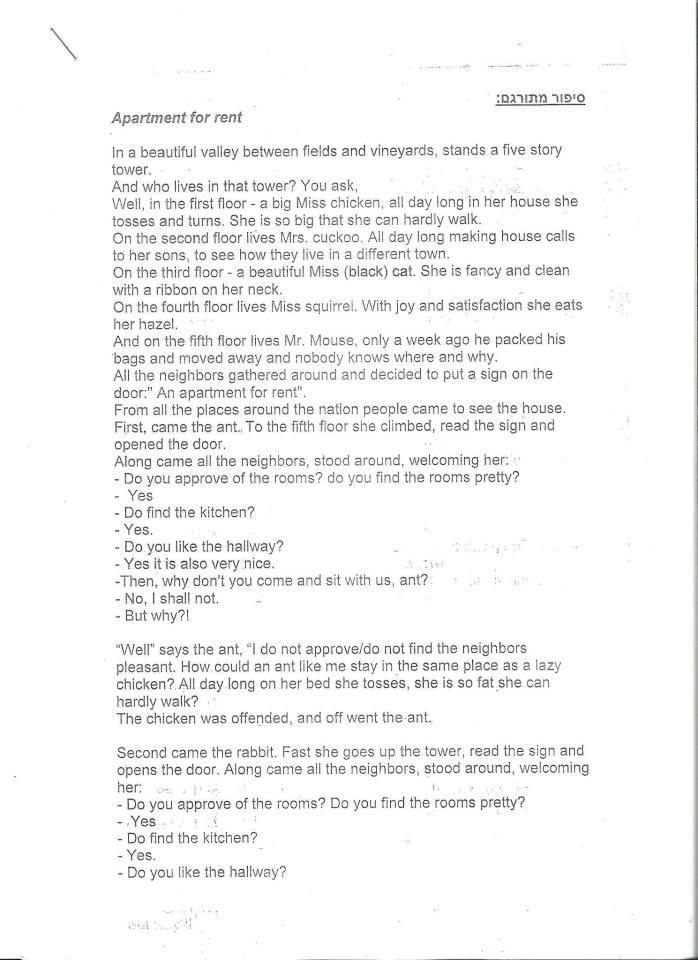 סיפור מתורגם:
Apartment for rent
In a beautiful valley between fields and vineyards, stands a five story
tower.
And who lives in that tower? You ask,
Well, in the first floor - a big Miss chicken, all day long in her house she
tosses and turns. She is so big that she can hardly walk.
On the second floor lives Mrs. cuckoo. All day long making house calls
to her sons, to see how they live in a different town.
On the third floor - a beautiful Miss (black) cat. She is fancy and clean
with a ribbon on her neck.
On the fourth floor lives Miss squirrel. With joy and satisfaction she eats
her hazel.
And on the fifth floor lives Mr. Mouse, only a week ago he packed his
bags and moved away and nobody knows where and why.
All the neighbors gathered around and decided to put a sign on the
door:" An apartment for rent".
From all the places around the nation people came to see the house.
First, came the ant. To the fifth floor she climbed, read the sign and
opened the door.
Along came all the neighbors, stood around, welcoming her:
- Do you approve of the rooms? do you find the rooms pretty?
- Yes
- Do find the kitchen?
- Yes.
- Do you like the hallway?
- Yes it is also very nice.
-Then, why don't you come and sit with us, ant?
- No, I shall not.
- But why?!
“Well” says the ant, “I do not approve/do not find the neighbors
pleasant. How could an ant like me stay in the same place as a lazy
chicken? All day long on her bed she tosses, she is so fat she can
hardly walk?
The chicken was offended, and off went the ant.
Second came the rabbit. Fast she goes up the tower, read the sign and
opens the door. Along came all the neighbors, stood around, welcoming
her:
- Do you approve of the rooms? Do you find the rooms pretty?
- Yes
- Do find the kitchen?
- Yes.
- Do you like the hallway?